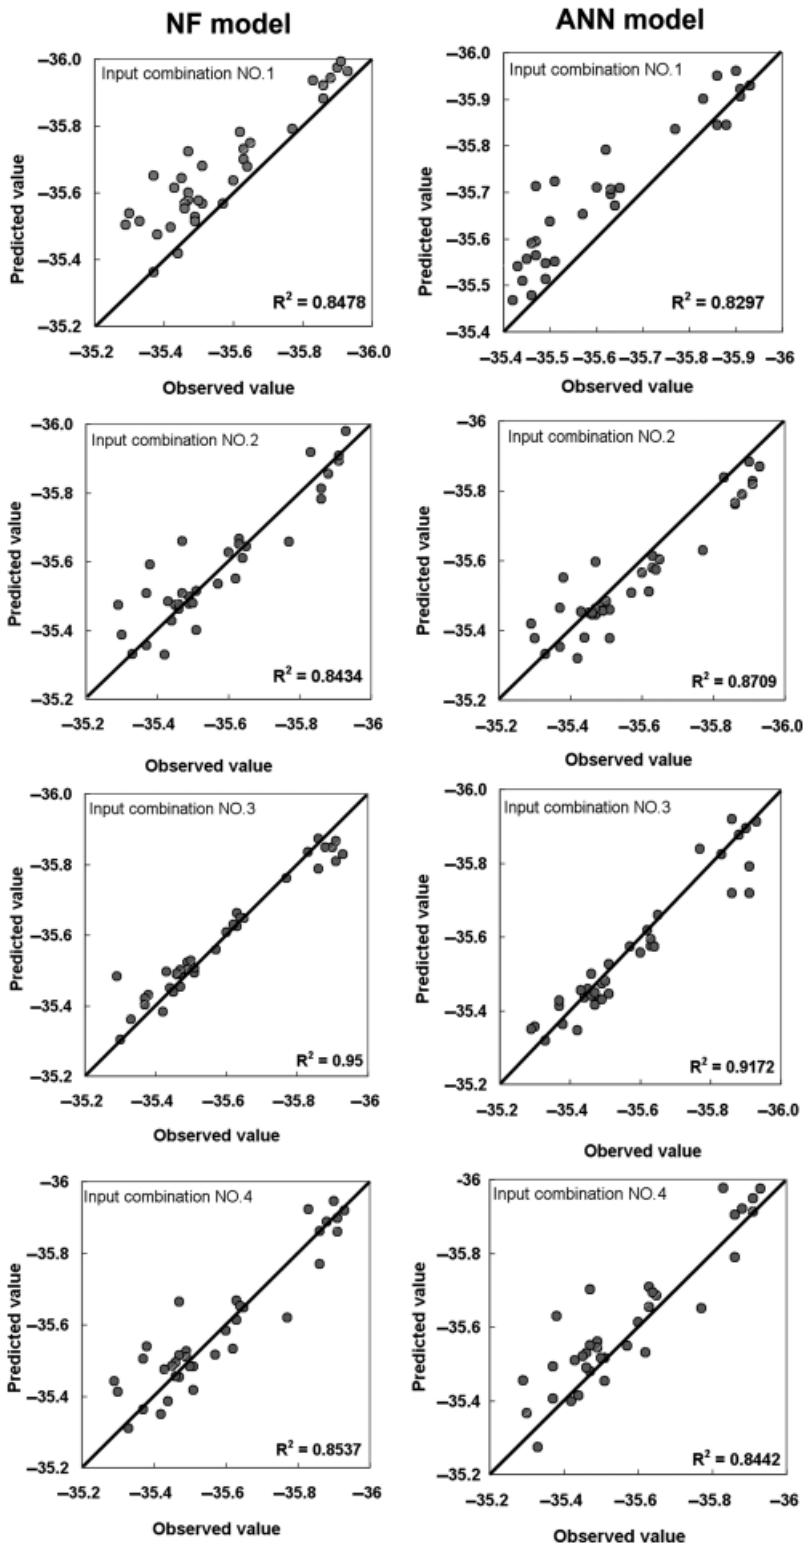 NF model
ANN model
Input combination NO.1
−36.0
−35.8
−35.6
−35.4
−35.2
Predicted value
R² = 0.8478
−35.2 −35.4 −35.6 −35.8 −36.0
Observed value
Input combination NO.1
−36.0
−35.9
−35.8
−35.7
−35.6
−35.5
−35.4
Predicted value
R² = 0.8297
−35.4 −35.5 −35.6 −35.7 −35.8 −35.9 −36
Observed value
Input combination NO.2
−36.0
−35.8
−35.6
−35.4
−35.2
Predicted value
R² = 0.8434
−35.2 −35.4 −35.6 −35.8 −36
Observed value
Input combination NO.2
−36
−35.8
−35.6
−35.4
−35.2
Predicted value
R² = 0.8709
−35.2 −35.4 −35.6 −35.8 −36.0
Observed value
Input combination NO.3
−36.0
−35.8
−35.6
−35.4
−35.2
Predicted value
R² = 0.95
−35.2 −35.4 −35.6 −35.8 −36
Observed value
Input combination NO.3
−36.0
−35.8
−35.6
−35.4
−35.2
Predicted value
R² = 0.9172
−35.2 −35.4 −35.6 −35.8 −36.0
Oberved value
Input combination NO.4
−36
−35.8
−35.6
−35.4
−35.2
Predicted value
R² = 0.8537
−35.2 −35.4 −35.6 −35.8 −36
Observed value
Input combination NO.4
-36
−35.8
−35.6
−35.4
−35.2
Predicted value
R² = 0.8442
−35.2 −35.4 −35.6 −35.8 −36
Observed value